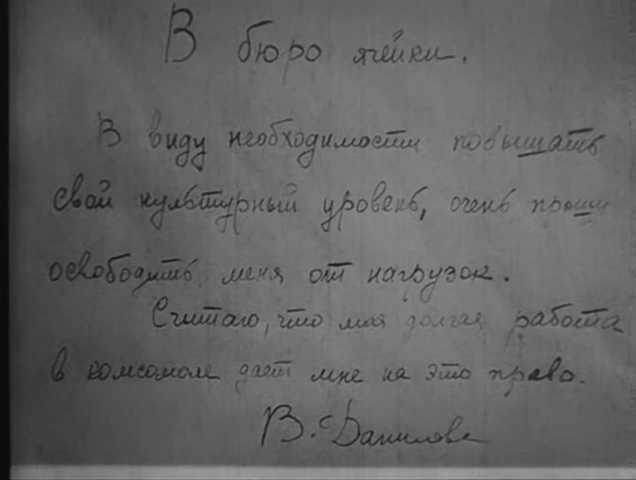 В бюро ячейки.
В виду необходимости повышать
свой культурный уровень, очень прошу
освободить меня от нагрузок.
Считаю, что моя долгая работа
в комсомоле дает мне на это право.
В. Данилова